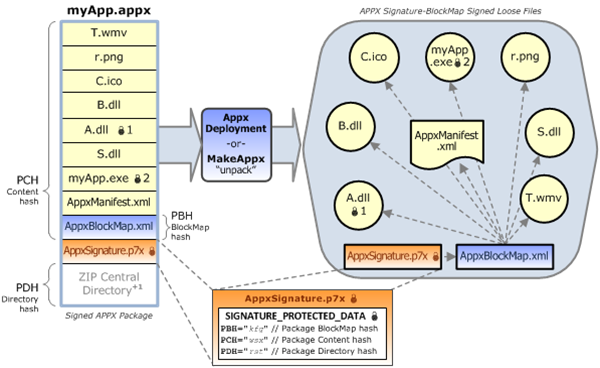 myApp.appx
T.wmv
r.png
C.ico
B.dll
A.dll 1
S.dll
myApp.exe 2
AppxManifest.xml
AppxBlockMap.xml
AppxSignature.p7x
ZIP Central
Directory+1
Signed APPX Package
PCH
Content
hash
PDH
Directory
hash
PBH
BlockMap
hash
Appx
Deployment
-or-
MakeAppx
"unpack"
APPX Signature-BlockMap Signed Loose Files
C.ico
myApp
.exe 2
r.png
B.dll
AppxManifest
.xml
S.dll
A.dll
1
T.wmv
AppxSignature.p7x
AppxBlockMap.xml
AppxSignature.p7x
SIGNATURE_PROTECTED_DATA
PBH="kfg" // Package BlockMap hash
PCH="wsx" // Package Content hash
PDH="rst" // Package Directory hash